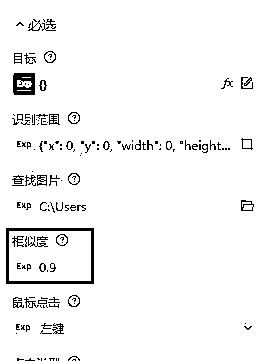 必选
目标
Exp 0 fx
识别范围
Exp {"x": 0, "y": 0, "width": 0, "height...
查找图片
Exp C:\Users
相似度
Exp 0.9
鼠标点击
Exp 左键